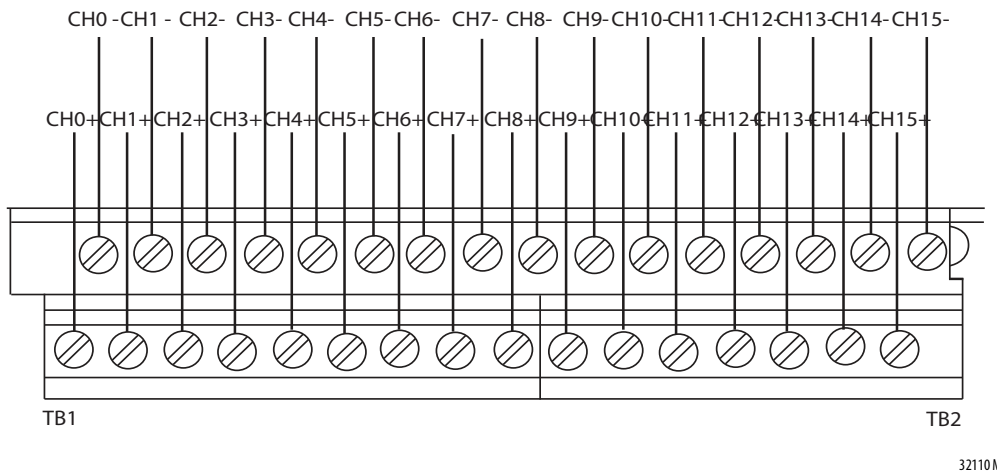 CH0 - CH1 - CH2- CH3- CH4- CH5- CH6- CH7- CH8- CH9- CH10- CH11- CH12- CH13- CH14- CH15-
CH0+ CH1+ CH2+ CH3+ CH4+ CH5+ CH6+ CH7+ CH8+ CH9+ CH10+ CH11+ CH12+ CH13+ CH14+ CH15+
TB1 TB2
32110 M